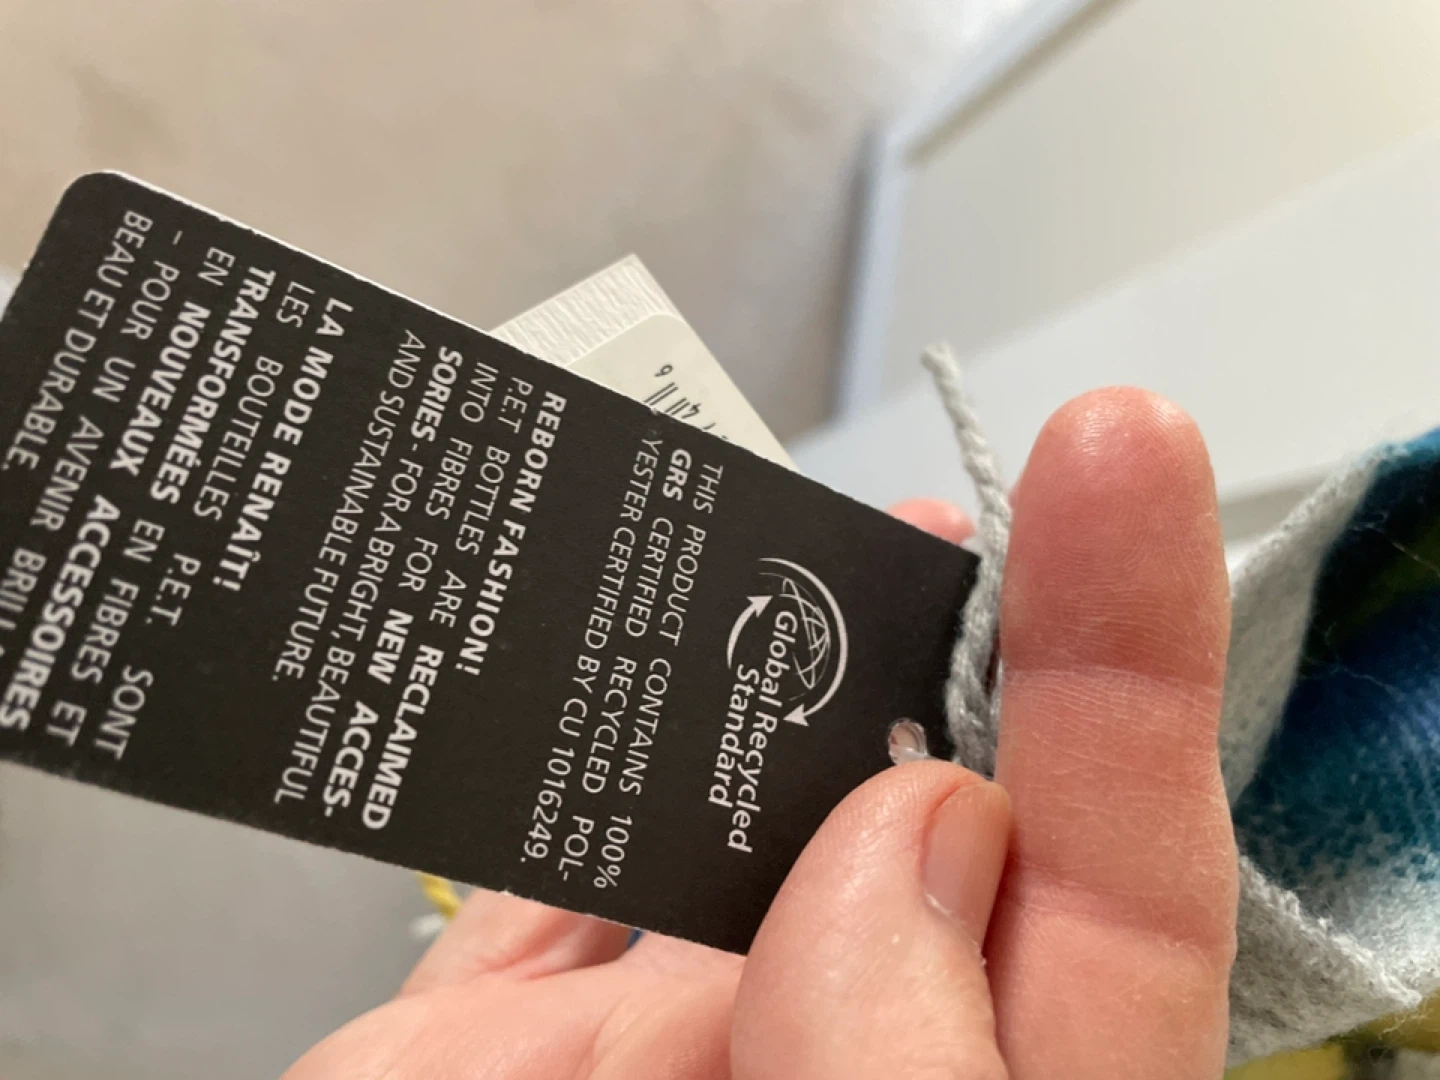 Global Recycled
Standard
THIS PRODUCT CONTAINS 100%
GRS CERTIFIED RECYCLED POL-
YESTER CERTIFIED BY CU 1016249.
REBORN FASHION!
P.E.T BOTTLES ARE RECLAIMED
INTO FIBRES FOR NEW ACCES-
SORIES- FOR A BRIGHT, BEAUTIFUL
AND SUSTAINABLE FUTURE.
LA MODE RENAÎT!
LES BOUTEILLES P.E.T. SONT
TRANSFORMÉES EN FIBRES ET
EN NOUVEAUX ACCESSOIRES
- POUR UN AVENIR
BEAU ET DURABLE.